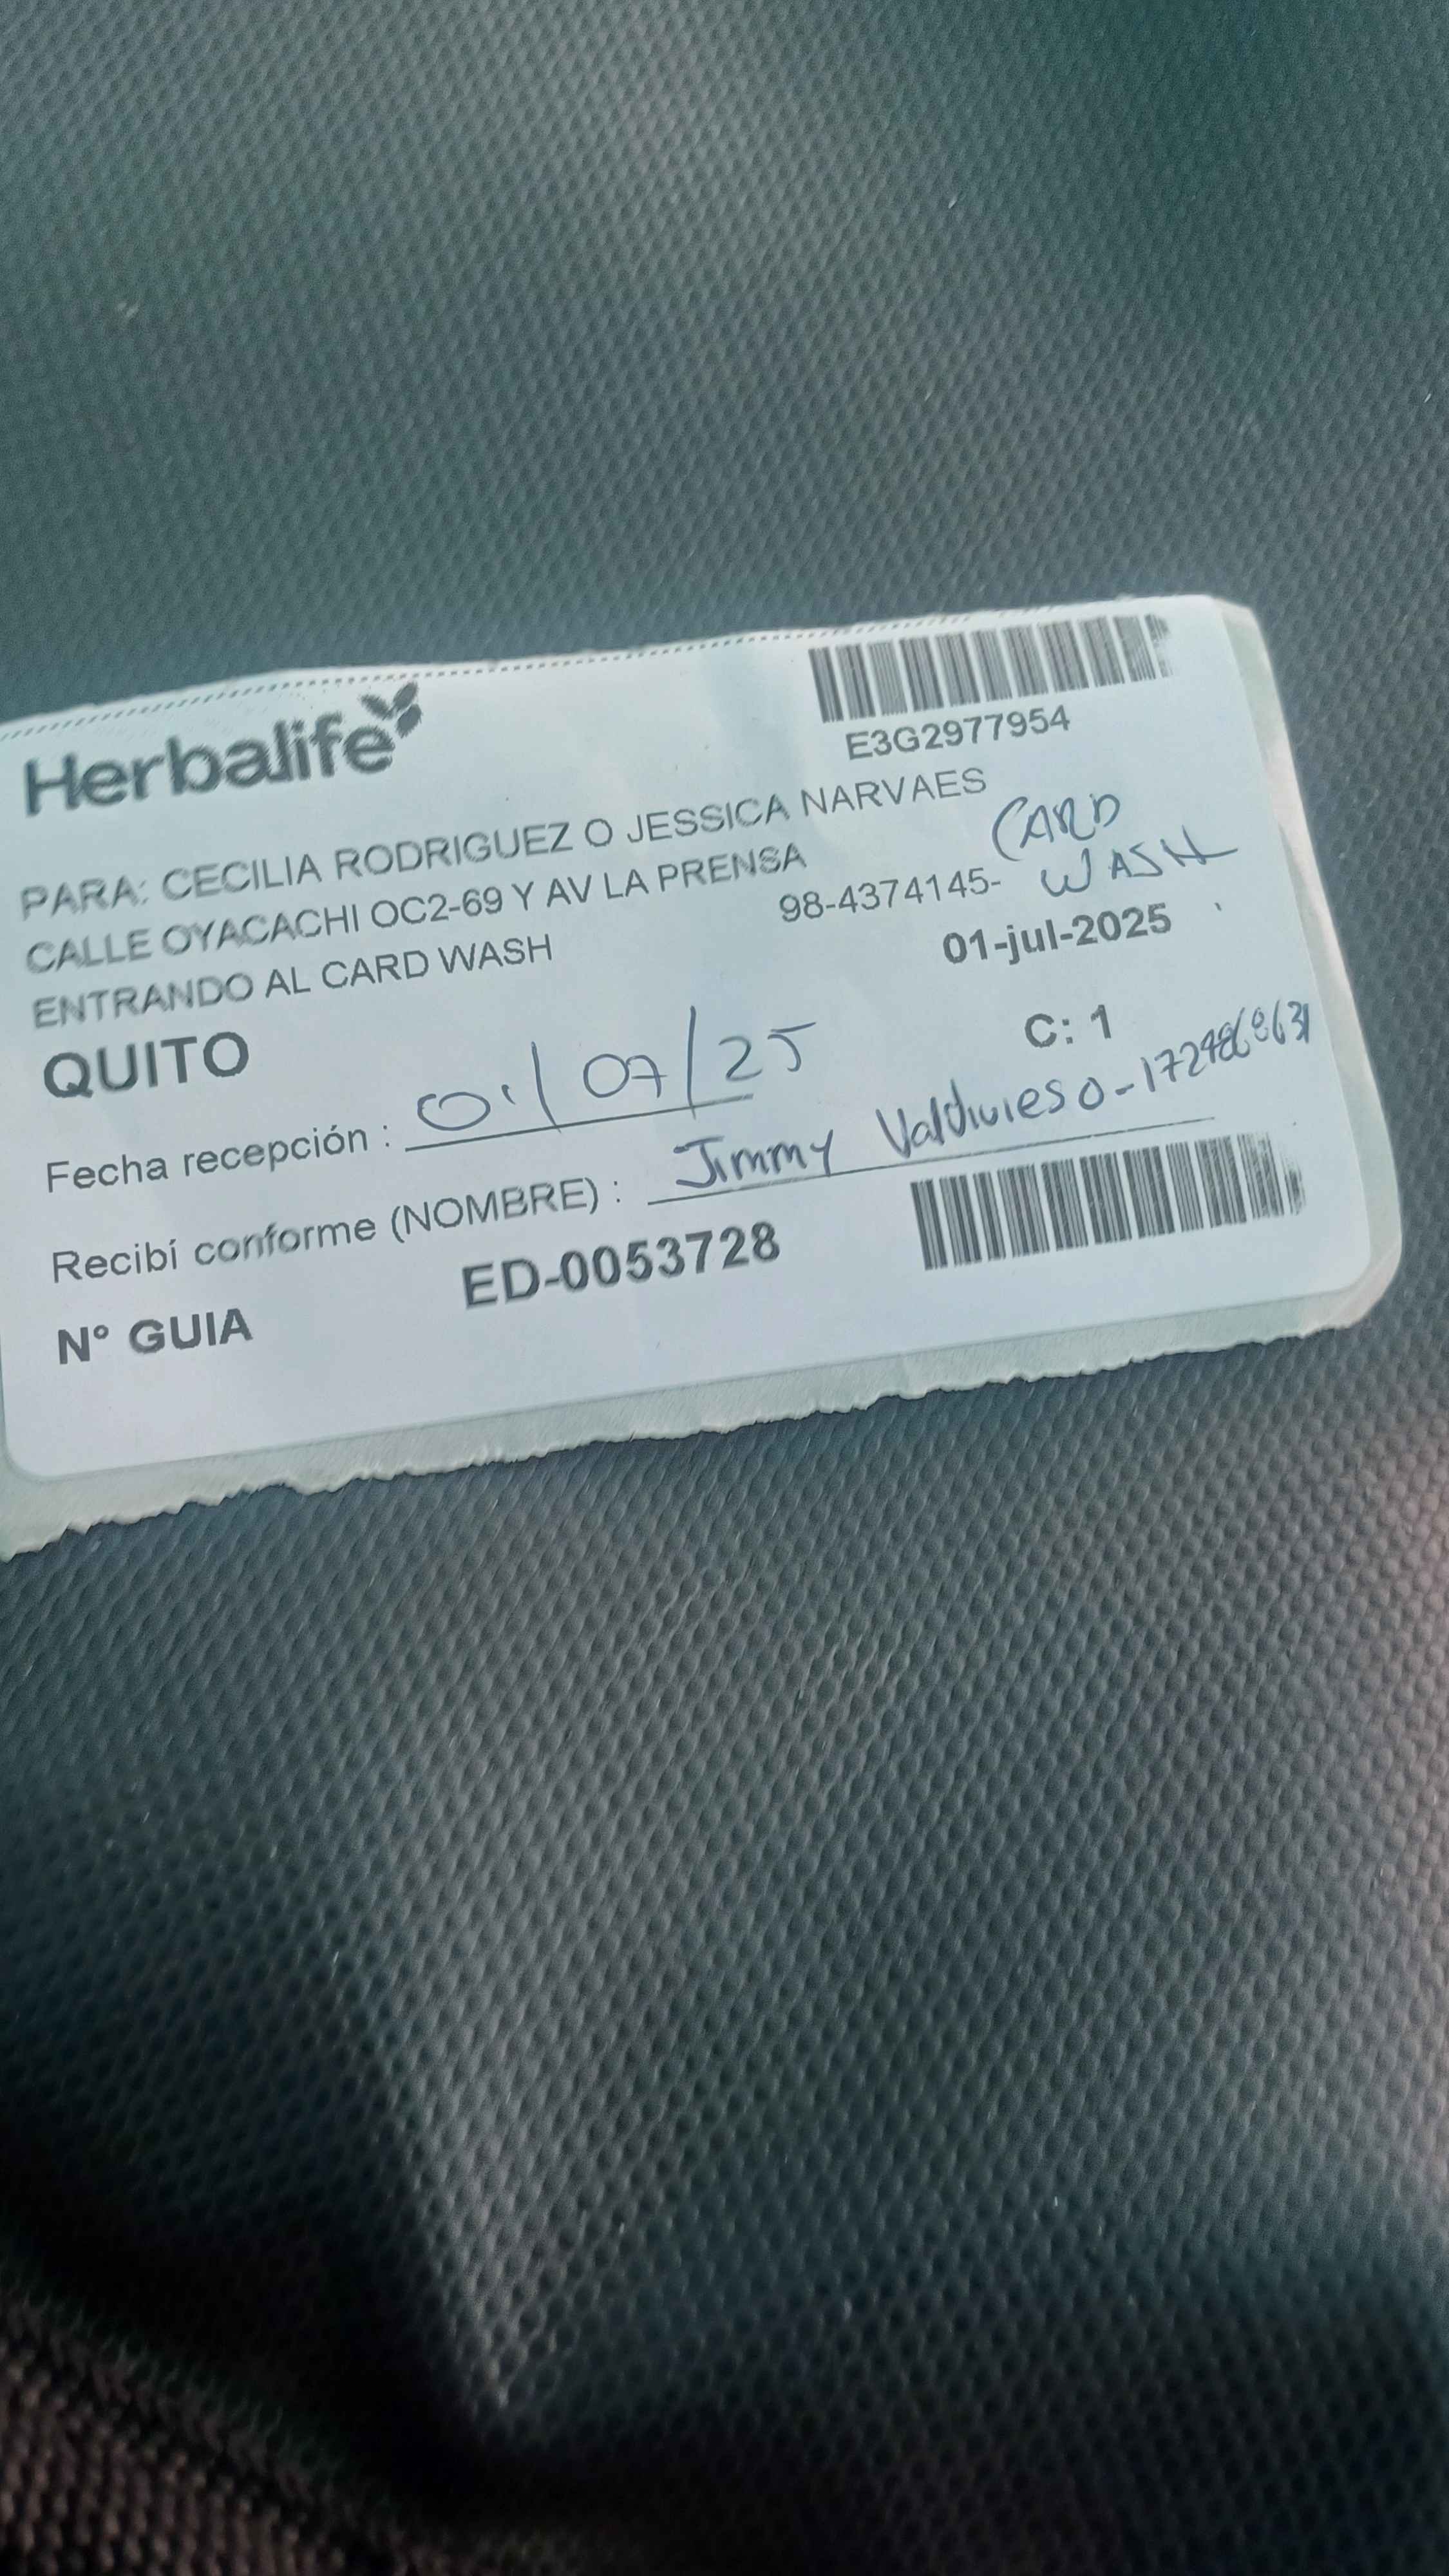 Herbalife
E3G2977954
PARA: CECILIA RODRIGUEZ O JESSICA NARVAES
CALLE OYACACHI OC2-69 Y AV LA PRENSA
98-4374145- CARD WASH
ENTRANDO AL CARD WASH
01-jul-2025
QUITO
C: 1
Fecha recepción : 01/07/25
Recibí conforme (NOMBRE) : Jimmy Valdivieso-
N° GUIA ED-0053728